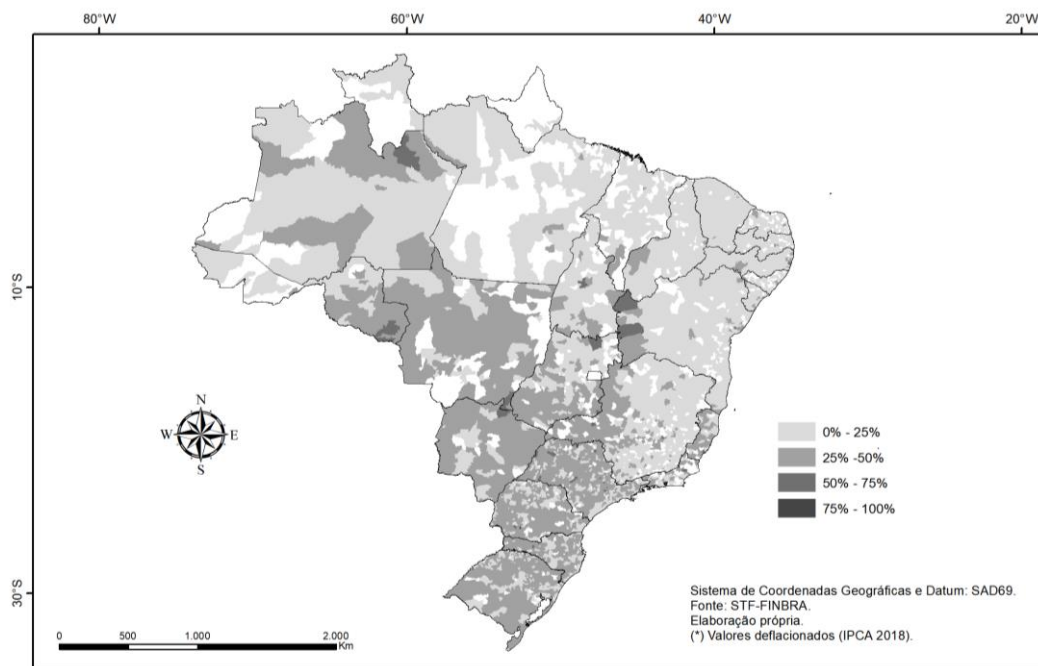 80°W 60°W 40°W 20°W
10°S
N
W E
S
0% - 25%
25% -50%
50% - 75%
75% - 100%
30°S
Sistema de Coordenadas Geográficas e Datum: SAD69.
Fonte: STF-FINBRA.
Elaboração própria.
(*) Valores deflacionados (IPCA 2018).
0 500 1.000 2.000
Km